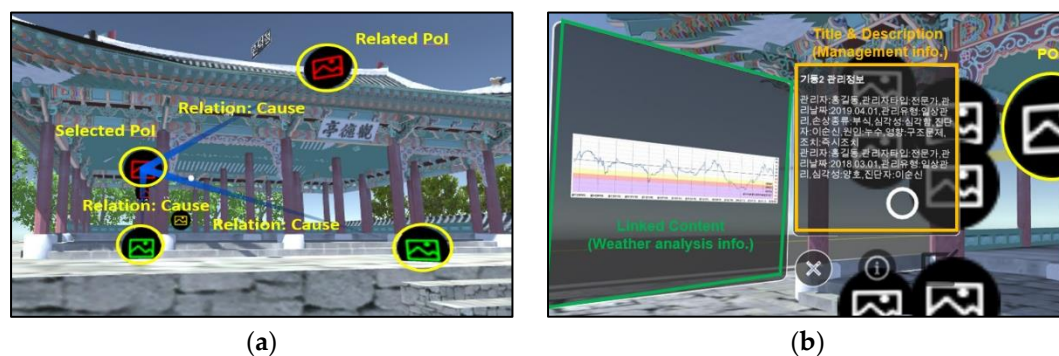 Related PoI
Relation: Cause
Selected PoI
觀漁亭
Relation: Cause
Relation: Cause
(a)
Title & Description
(Management info.)
PO
기둥2 관리정보
관리자:홍길동,관리자타입:전문가,관
리날짜:2019.04.01,관리유형:일상관
리,손상종류:부식,심각성:심각함,진단
자:이순신,원인:누수,영향:구조문제,
조치:즉시조치
관리자:홍길동,관리자타입:전문가,관
리날짜:2018.03.01,관리유형:일상관
리,심각성:양호,진단자:이순신
Linked Content
(Weather analysis info.)
(b)